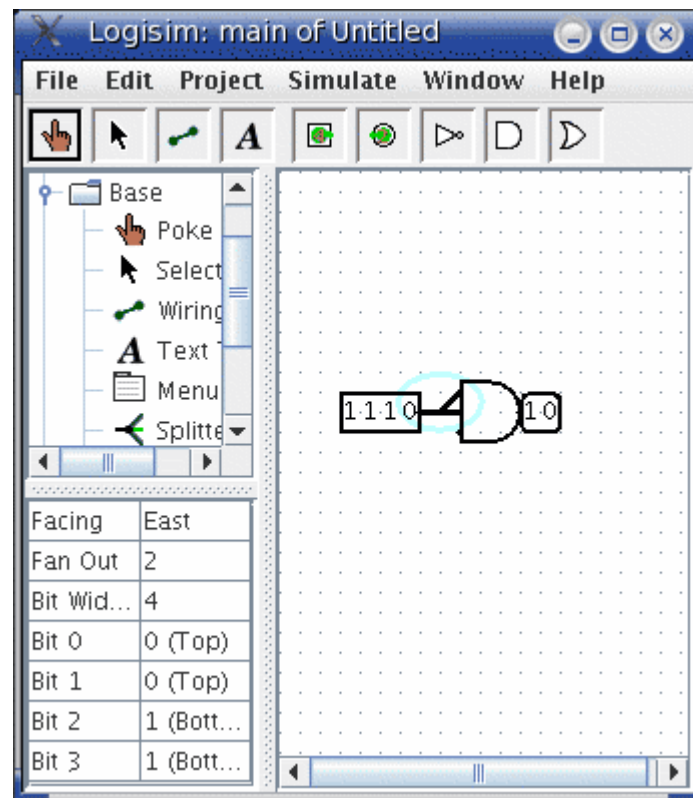 Logisim: main of Untitled
File Edit Project Simulate Window Help
A
Base
Poke
Select
Wiring
A Text T
Menu
Splitte
1110 10
Facing East
Fan Out 2
Bit Wid... 4
Bit 0 0 (Top)
Bit 1 0 (Top)
Bit 2 1 (Bott...
Bit 3 1 (Bott...